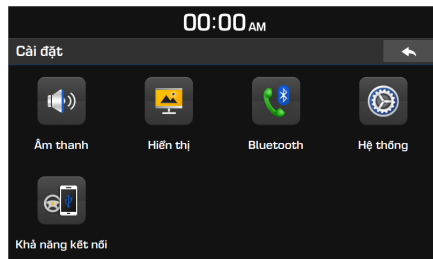 00:00 AM
Cài đặt
Âm thanh
Hiển thị
Bluetooth
Hệ thống
Khả năng kết nối